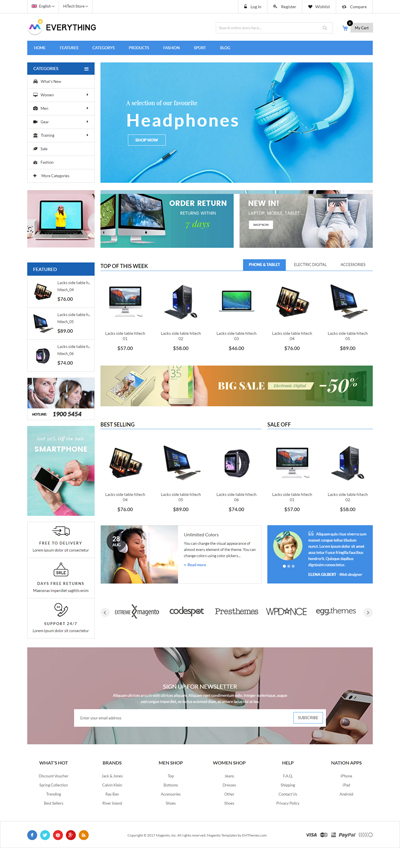 English
HiTech Store
Log In
Register
Wishlist
Compare
EVERYTHING
Search entire store here...
0
My Cart
HOME FEATURES CATEGORYS PRODUCTS FASHION SPORT BLOG
CATEGORIES
What's New
Women
Men
Gear
Training
Sale
Fashion
More Categories
A selection of our favourite
Headphones
SHOP NOW
ORDER RETURN
RETURNS WITHIN
7 days
NEW IN!
LAPTOP, MOBILE, TABLET
SHOP NOW
FEATURED
Lacks side table h..
hitech_04
$76.00
Lacks side table h..
hitech_05
$89.00
Lacks side table h..
hitech_06
$74.00
TOP OF THIS WEEK
PHONE & TABLET ELECTRIC DIGITAL ACCESSORIES
Lacks side table hitech
01
$57.00
Lacks side table hitech
02
$58.00
Lacks side table hitech
03
$46.00
Lacks side table hitech
04
$76.00
Lacks side table hitech
05
$89.00
HOTLINE 1900 5454
BIG SALE
Electronic Digital
-50%
SMARTPHONE
BEST SELLING
Lacks side table hitech
04
$76.00
Lacks side table hitech
05
$89.00
Lacks side table hitech
06
$74.00
SALE OFF
Lacks side table hitech
01
$57.00
Lacks side table hitech
02
$58.00
FREE TO DELIVERY
Lorem ipsum dolor sit consectetur
DAYS FREE RETURNS
Maecenas imperdiet sagittis enim
SUPPORT 24/7
Lorem ipsum dolor sit consectetur
28
AUG
Unlimited Colors
You can change the visual appearance of
almost every element of the theme. You can
change colors using color pickers...
+ Read more
ELENA GILBERT - Web designer
EXTREME magento
codespot
Presthemes
WPDANCE
egg.themes
SIGN UP FOR NEWSLETTER
Enter your email address
SUBSCRIBE
WHAT'S HOT
Discount Voucher
Spring Collection
Trending
Best Sellers
BRANDS
Jack & Jones
Calvin Klein
Ray Ban
River Island
MEN SHOP
Top
Bottoms
Accessories
Shoes
WOMEN SHOP
Jeans
Dresses
Other
Shoes
HELP
F.A.Q.
Shipping
Contact Us
Privacy Policy
NATION APPS
iPhone
iPad
Android
Copyright © 2017 Magento, Inc. All rights reserved. Magento Templates by EMThemes.com
VISA
PayPal